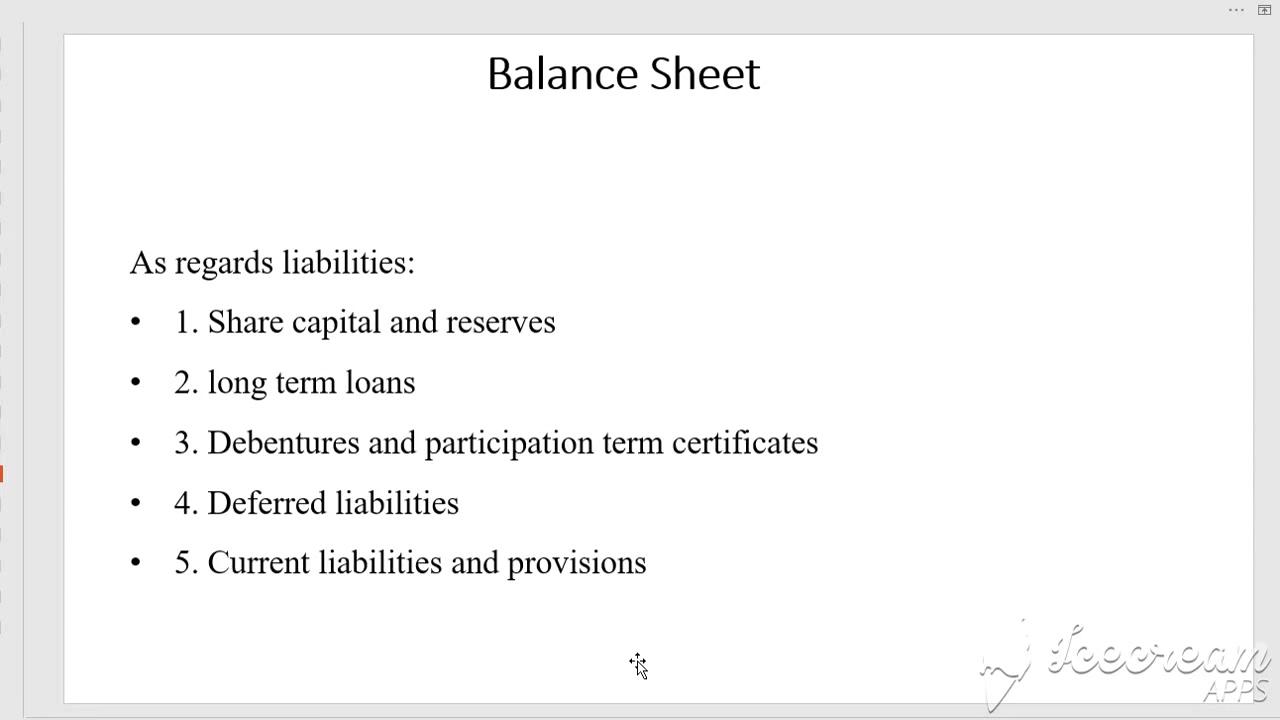 Balance Sheet
As regards liabilities:
• 1. Share capital and reserves
• 2. long term loans
• 3. Debentures and participation term certificates
• 4. Deferred liabilities
• 5. Current liabilities and provisions
Icecream
APPS